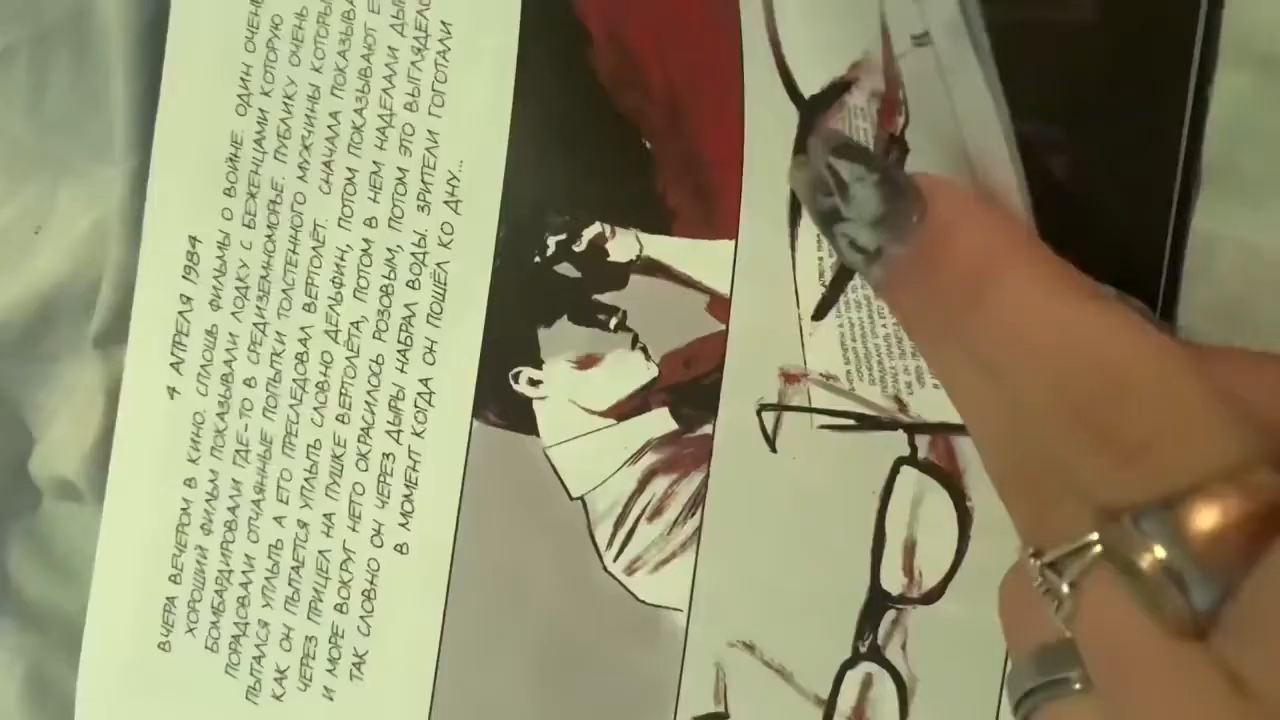 4 АПРЕЛЯ 1984
ВЧЕРА ВЕЧЕРОМ В КИНО. СПЛОШЬ ФИЛЬМЫ О ВОЙНЕ. ОДИН ОЧЕНЬ
ХОРОШИЙ ФИЛЬМ ПОКАЗЫВАЛИ ЛОДКУ С БЕЖЕНЦАМИ КОТОРУЮ
БОМБАРДИРОВАЛИ ГДЕ-ТО В СРЕДИЗЕМНОМОРЬЕ. ПУБЛИКУ ОЧЕНЬ
ПОРАДОВАЛИ ОТЧАЯННЫЕ ПОПЫТКИ ТОЛСТЕННОГО МУЖЧИНЫ КОТОРЫ
ПЫТАЛСЯ УПЛЫТЬ А ЕГО ПРЕСЛЕДОВАЛ ВЕРТОЛЁТ. СНАЧАЛА ПОКАЗЫВА
КАК ОН ПЫТАЕТСЯ УПЛЫТЬ СЛОВНО ДЕЛЬФИН, ПОТОМ ПОКАЗЫВАЮТ Е
ЧЕРЕЗ ПРИЦЕЛ НА ПУШКЕ ВЕРТОЛЁТА, ПОТОМ В НЕМ НАДЕЛАЛИ ДЫР
И МОРЕ ВОКРУГ НЕГО ОКРАСИЛОСЬ РОЗОВЫМ, ПОТОМ ЭТО ВЫГЛЯДЕЛО
ТАК СЛОВНО ОН ЧЕРЕЗ ДЫРЫ НАБРАЛ ВОДЫ. ЗРИТЕЛИ ГОГОТАЛИ
В МОМЕНТ КОГДА ОН ПОШЁЛ КО ДНУ...